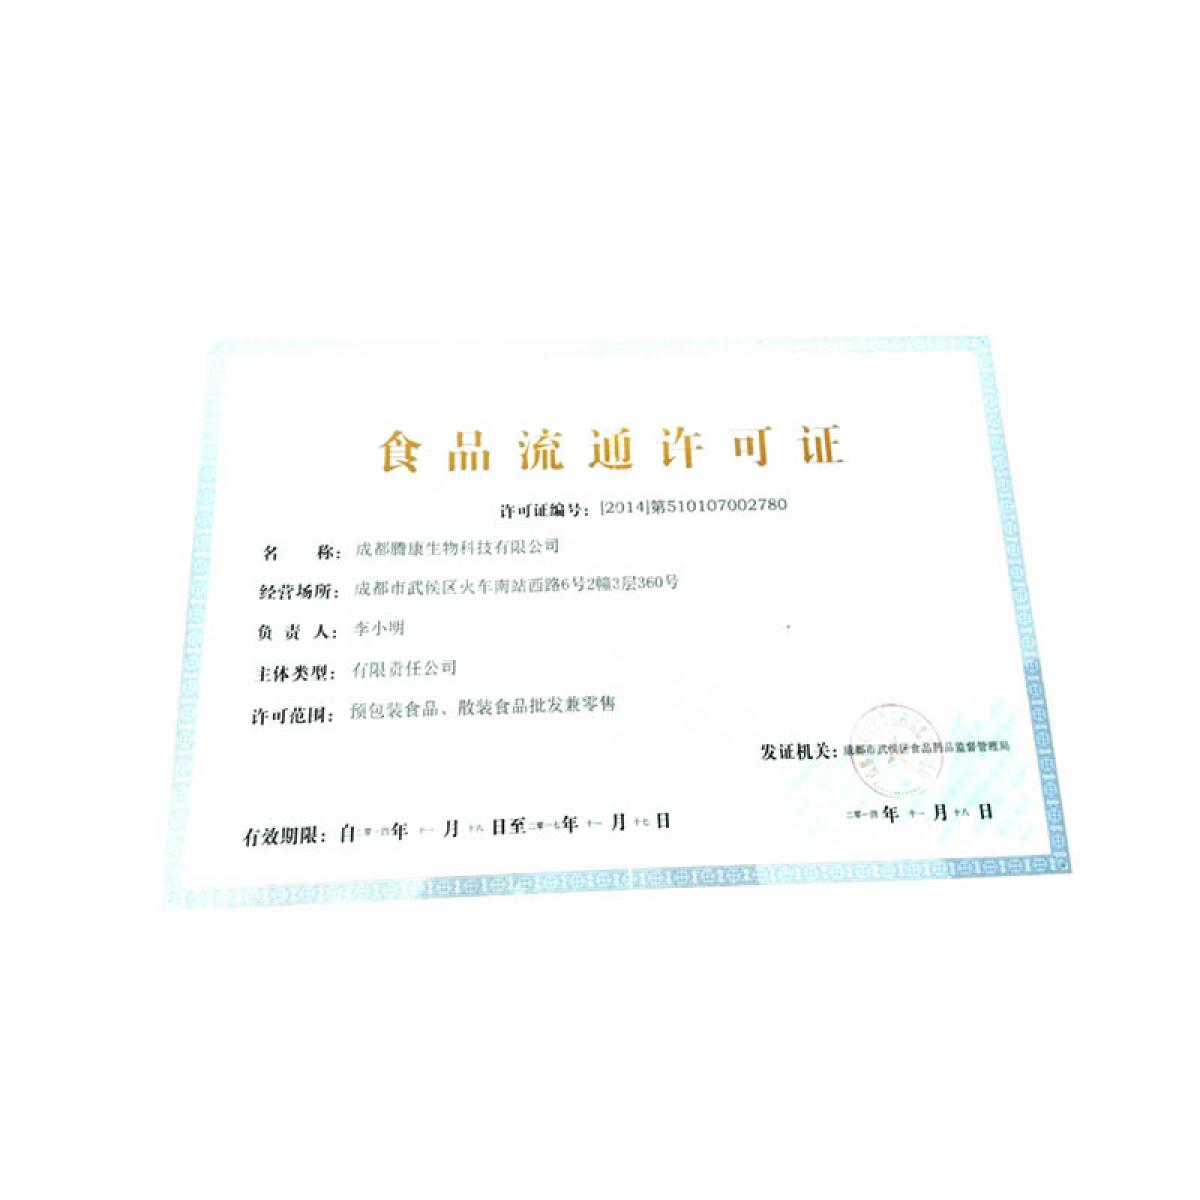 食品流通许可证
许可证编号：[2014]第510107002780
名　称：成都腾康生物科技有限公司
经营场所：成都市武侯区火车南站西路6号2幢3层360号
负责人：李小明
主体类型：有限责任公司
许可范围：预包装食品、散装食品批发兼零售
发证机关：成都市武侯区食品药品监督管理局
二零一四年十一月十八日
有效期限：自二零一四年十一月十八日至二零一七年十一月十七日